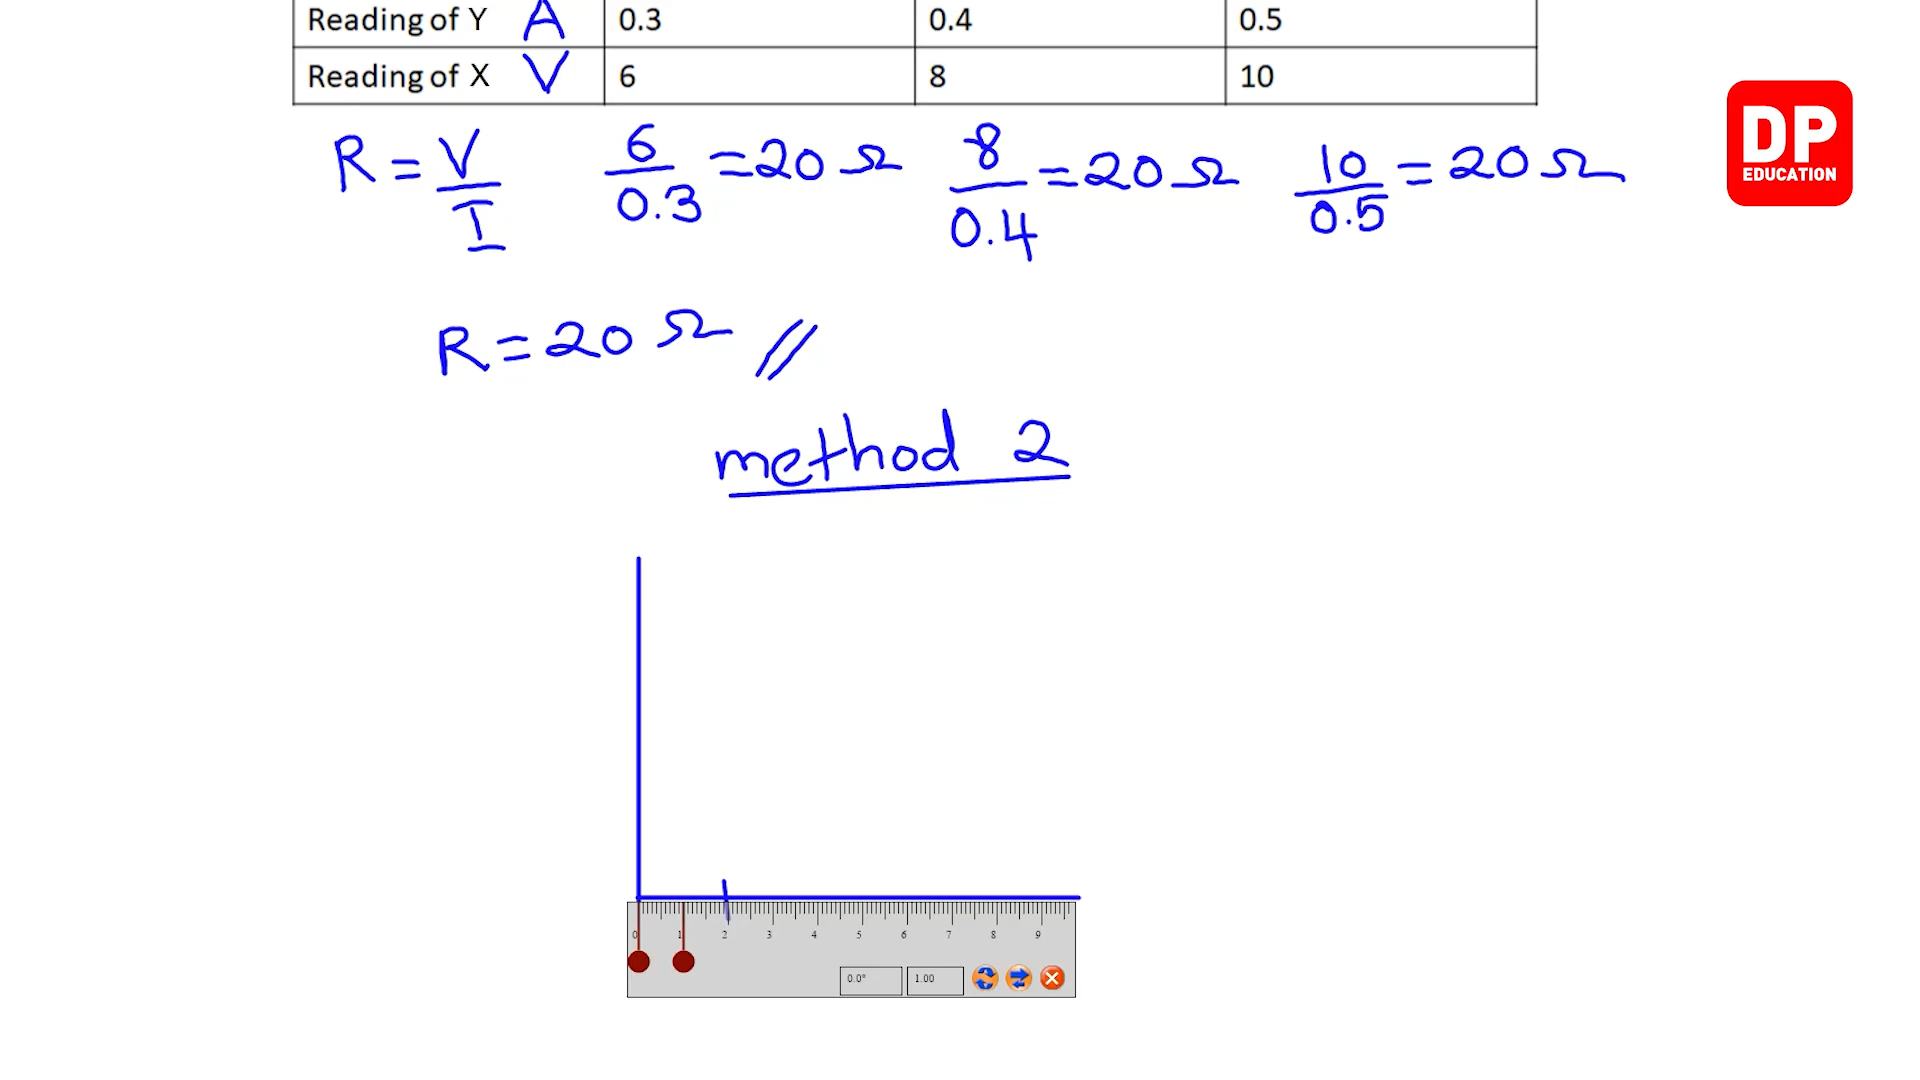 Reading of Y A 0.3 0.4 0.5
Reading of X V 6 8 10
DP
EDUCATION
R = V/I 6/0.3 = 20 Ω 8/0.4 = 20 Ω 10/0.5 = 20 Ω
R = 20 Ω //
method 2
0 1 2 3 4 5 6 7 8 9
0.0° 1.00